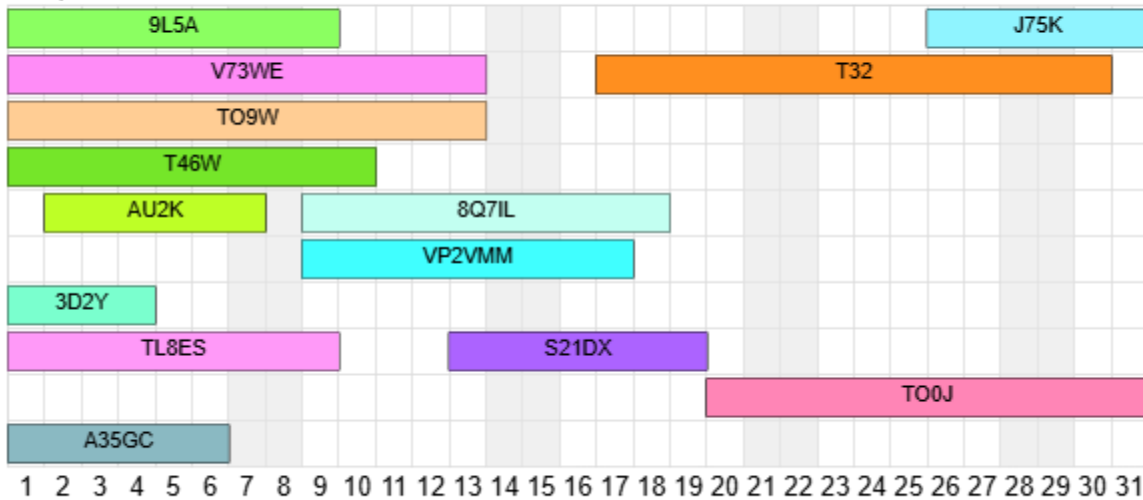 9L5A J75K
V73WE T32
TO9W
T46W
AU2K 8Q7IL
VP2VMM
3D2Y
TL8ES S21DX
TO0J
A35GC
1 2 3 4 5 6 7 8 9 10 11 12 13 14 15 16 17 18 19 20 21 22 23 24 25 26 27 28 29 30 31